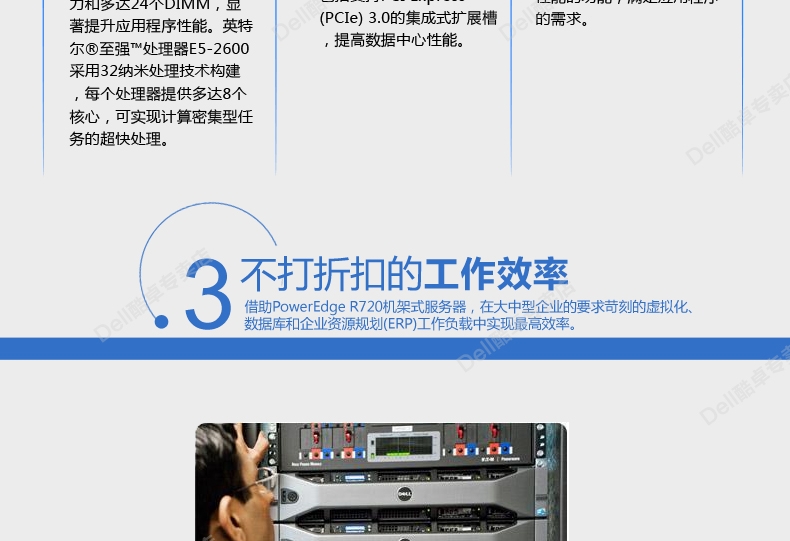 力和多达24个DIMM，显
著提升应用程序性能。英特
尔®至强™处理器E5-2600
采用32纳米处理技术构建
，每个处理器提供多达8个
核心，可实现计算密集型任
务的超快处理。
(PCIe) 3.0的集成式扩展槽
，提高数据中心性能。
的需求。
.3 不打折扣的工作效率
借助PowerEdge R720机架式服务器，在大中型企业的要求苛刻的虚拟化、
数据库和企业资源规划(ERP)工作负载中实现最高效率。
Dell酷卓专卖店
DELL